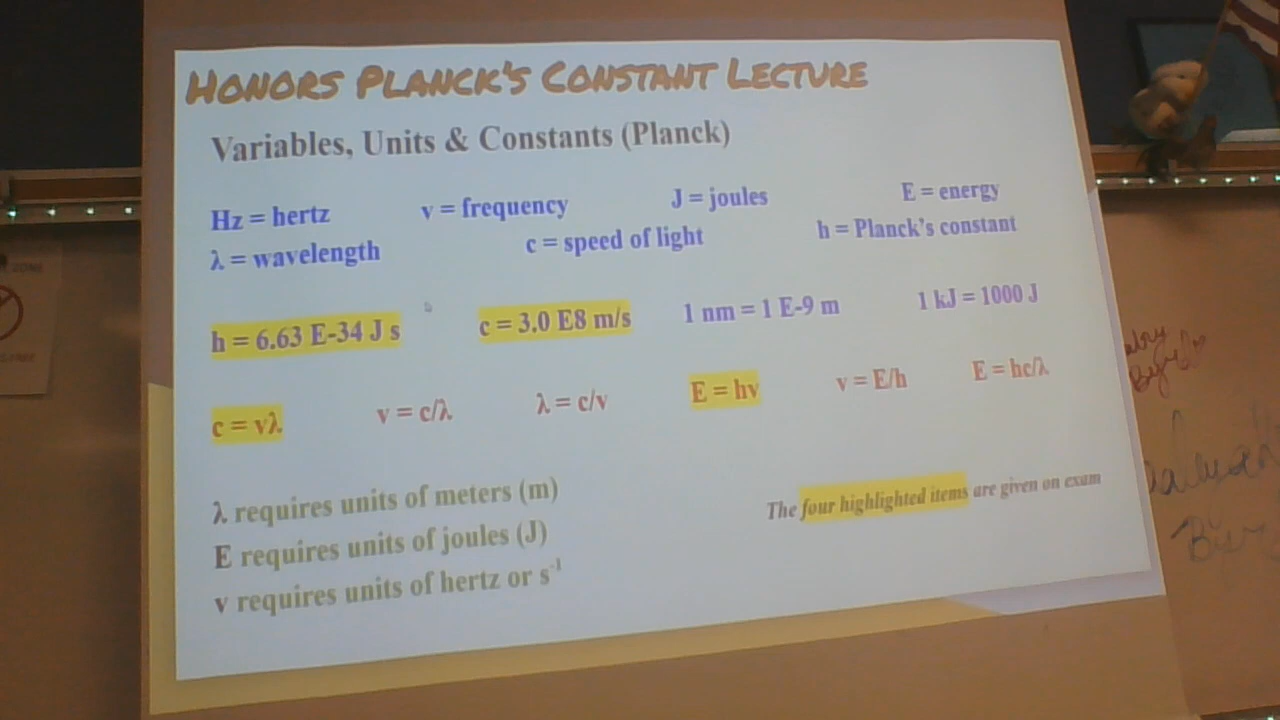 HONORS PLANCK'S CONSTANT LECTURE
Variables, Units & Constants (Planck)
Hz = hertz v = frequency J = joules E = energy
λ = wavelength c = speed of light h = Planck's constant
h = 6.63 E-34 J s c = 3.0 E8 m/s 1 nm = 1 E-9 m 1 kJ = 1000 J
c = vλ v = c/λ λ = c/v E = hv v = E/h E = hc/λ
λ requires units of meters (m)
The four highlighted items are given on exam
E requires units of joules (J)
v requires units of hertz or s⁻¹